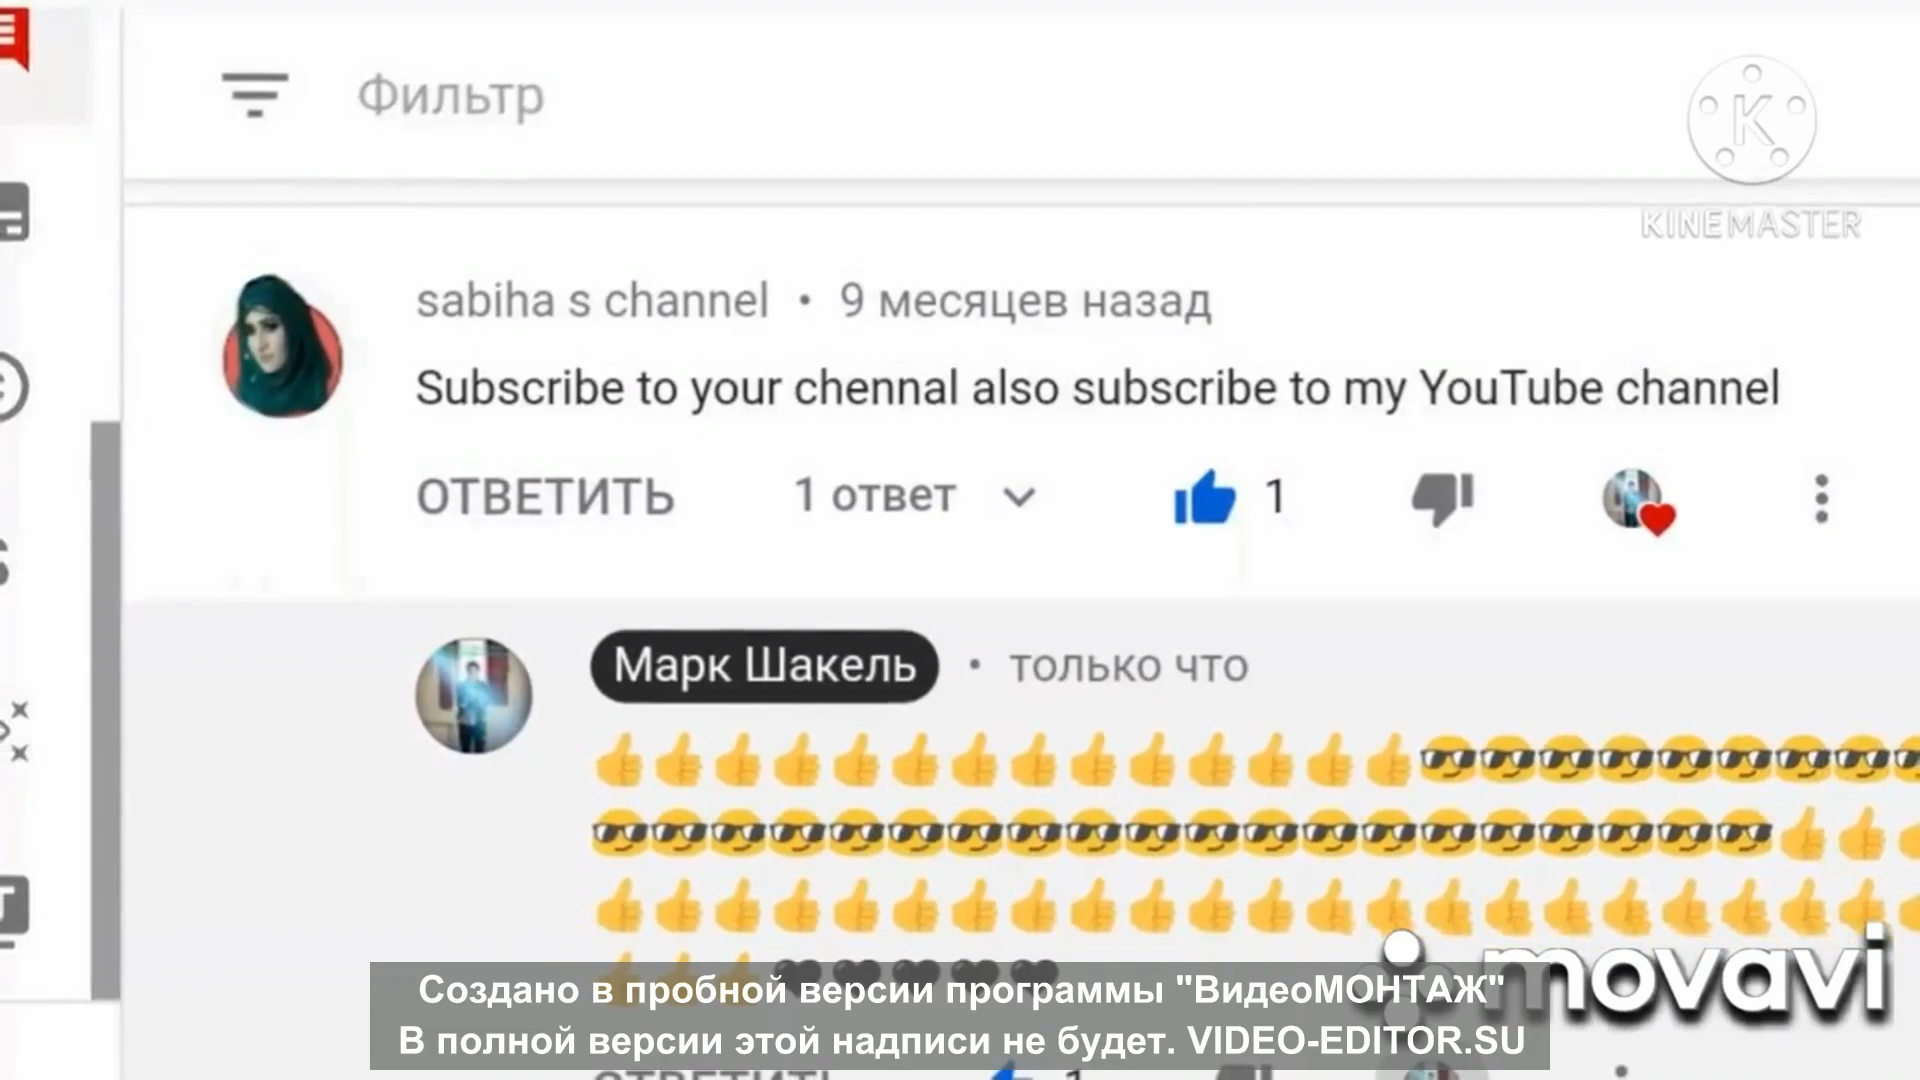 Фильтр
KINEMASTER
sabiha s channel • 9 месяцев назад
Subscribe to your chennal also subscribe to my YouTube channel
ОТВЕТИТЬ 1 ответ 1
Марк Шакель • только что
movavi
Создано в пробной версии программы "ВидеоМОНТАЖ"
В полной версии этой надписи не будет. VIDEO-EDITOR.SU
ОТВЕТИТЬ 1